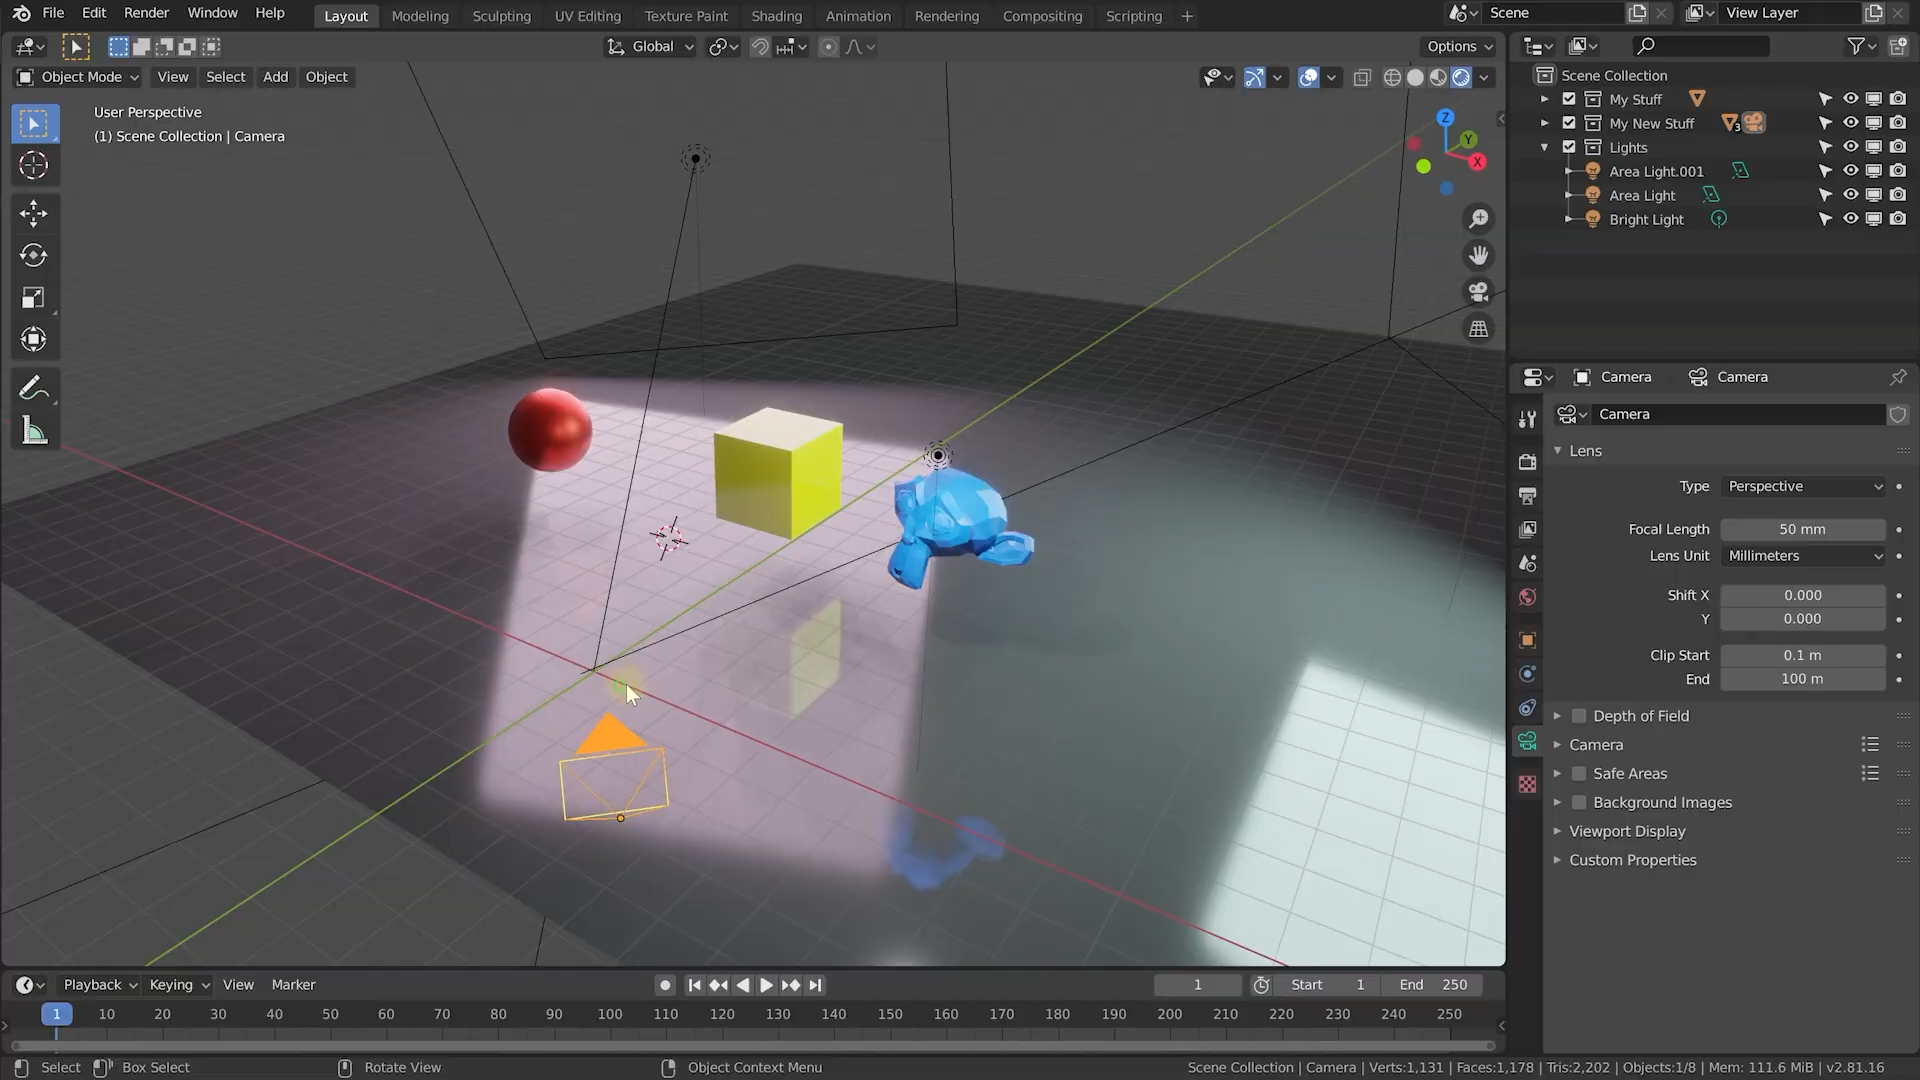 File Edit Render Window Help Layout Modeling Sculpting UV Editing Texture Paint Shading Animation Rendering Compositing Scripting + Scene View Layer
Global Options
Object Mode View Select Add Object
User Perspective
(1) Scene Collection | Camera
Z
Y
X
Scene Collection
My Stuff
My New Stuff 3
Lights
Area Light.001
Area Light
Bright Light
Camera Camera
Camera
Lens
Type Perspective
Focal Length 50 mm
Lens Unit Millimeters
Shift X 0.000
Y 0.000
Clip Start 0.1 m
End 100 m
Depth of Field
Camera
Safe Areas
Background Images
Viewport Display
Custom Properties
Playback Keying View Marker 1 Start 1 End 250
1 10 20 30 40 50 60 70 80 90 100 110 120 130 140 150 160 170 180 190 200 210 220 230 240 250
Select Box Select Rotate View Object Context Menu Scene Collection | Camera | Verts:1,131 | Faces:1,178 | Tris:2,202 | Objects:1/8 | Mem: 111.6 MiB | v2.81.16